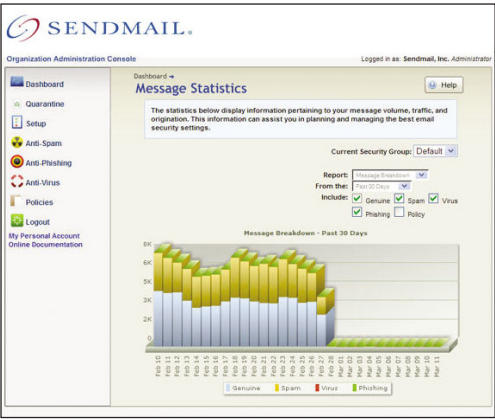 SENDMAIL®
Organization Administration Console
Logged in as: Sendmail, Inc. Administrator
Dashboard
Quarantine
Setup
Anti-Spam
Anti-Phishing
Anti-Virus
Policies
Logout
My Personal Account
Online Documentation
Dashboard →
Message Statistics
Help
The statistics below display information pertaining to your message volume, traffic, and
origination. This information can assist you in planning and managing the best email
security settings.
Current Security Group: Default
Report: Message Breakdown
From the: Past 30 Days
Include: Genuine Spam Virus
Phishing Policy
Message Breakdown - Past 30 Days
8K
6K
5K
3K
2K
0
Feb 10 Feb 11 Feb 12 Feb 13 Feb 14 Feb 15 Feb 16 Feb 17 Feb 18 Feb 19 Feb 20 Feb 21 Feb 22 Feb 23 Feb 24 Feb 25 Feb 26 Feb 27 Feb 28 Mar 01 Mar 02 Mar 03 Mar 04 Mar 05 Mar 06 Mar 07 Mar 08 Mar 09 Mar 10 Mar 11
Genuine Spam Virus Phishing